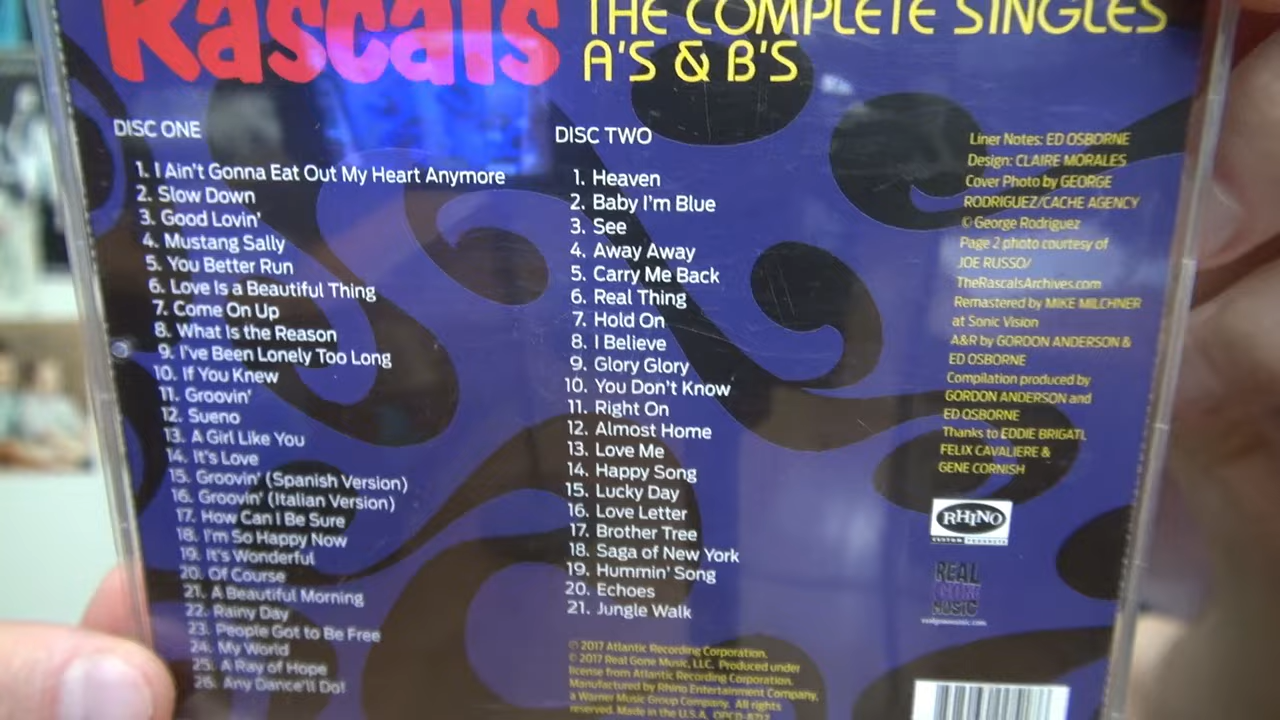 Rascals
THE COMPLETE SINGLES
A'S & B'S
DISC ONE
1. I Ain't Gonna Eat Out My Heart Anymore
2. Slow Down
3. Good Lovin'
4. Mustang Sally
5. You Better Run
6. Love Is a Beautiful Thing
7. Come On Up
8. What Is the Reason
9. I've Been Lonely Too Long
10. If You Knew
11. Groovin'
12. Sueno
13. A Girl Like You
14. It's Love
15. Groovin' (Spanish Version)
16. Groovin' (Italian Version)
17. How Can I Be Sure
18. I'm So Happy Now
19. It's Wonderful
20. Of Course
21. A Beautiful Morning
22. Rainy Day
23. People Got to Be Free
24. My World
25. A Ray of Hope
26. Any Dance'll Do!
DISC TWO
1. Heaven
2. Baby I'm Blue
3. See
4. Away Away
5. Carry Me Back
6. Real Thing
7. Hold On
8. I Believe
9. Glory Glory
10. You Don't Know
11. Right On
12. Almost Home
13. Love Me
14. Happy Song
15. Lucky Day
16. Love Letter
17. Brother Tree
18. Saga of New York
19. Hummin' Song
20. Echoes
21. Jungle Walk
℗ 2017 Atlantic Recording Corporation.
© 2017 Real Gone Music, LLC. Produced under
license from Atlantic Recording Corporation.
Manufactured by Rhino Entertainment Company,
a Warner Music Group Company. All rights
reserved. Made in the U.S.A.
Liner Notes: ED OSBORNE
Design: CLAIRE MORALES
Cover Photo by GEORGE
RODRIGUEZ/CACHE AGENCY
© George Rodriguez
Page 2 photo courtesy of
JOE RUSSO/
TheRascalsArchives.com
Remastered by MIKE MILCHNER
at Sonic Vision
A&R by GORDON ANDERSON &
ED OSBORNE
Compilation produced by
GORDON ANDERSON and
ED OSBORNE
Thanks to EDDIE BRIGATI,
FELIX CAVALIERE &
GENE CORNISH
RHINO
CUSTOM PRODUCTS
REAL
GONE
MUSIC
realgonemusic.com